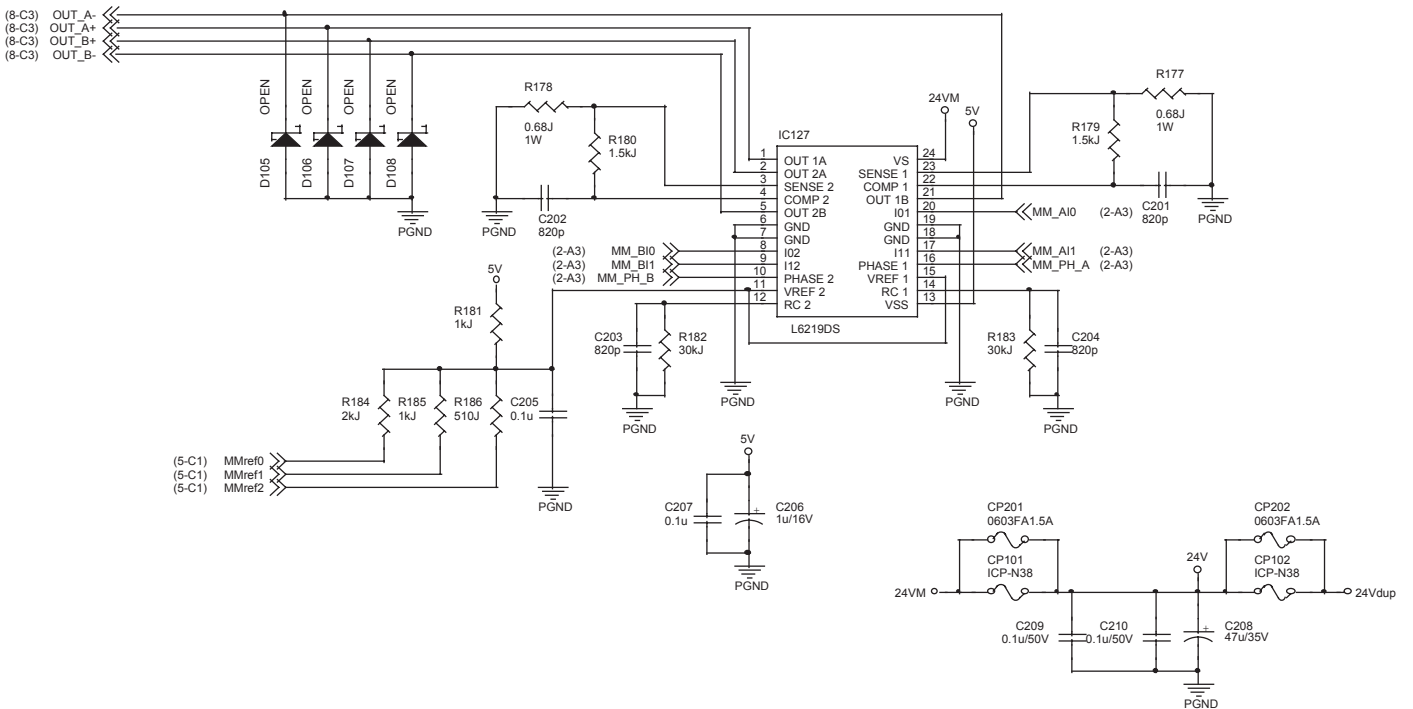 (8-C3) OUT_A-
(8-C3) OUT_A+
(8-C3) OUT_B+
(8-C3) OUT_B-
OPEN
OPEN
OPEN
OPEN
D105
D106
D107
D108
PGND
R178
0.68J
1W
R180
1.5kJ
C202
820p
PGND
IC127
24VM
5V
R177
0.68J
1W
R179
1.5kJ
C201
820p
PGND
1 OUT 1A VS 24
2 OUT 2A SENSE 1 23
3 SENSE 2 COMP 1 22
4 COMP 2 OUT 1B 21
5 OUT 2B I01 20 MM_AI0 (2-A3)
6 GND GND 19
7 GND GND 18
(2-A3) MM_BI0 8 I02 I11 17 MM_AI1 (2-A3)
(2-A3) MM_BI1 9 I12 PHASE 1 16 MM_PH_A (2-A3)
(2-A3) MM_PH_B 10 PHASE 2 VREF 1 15
11 VREF 2 RC 1 14
12 RC 2 VSS 13
L6219DS
5V
R181
1kJ
C203
820p
R182
30kJ
PGND
PGND
PGND
R183
30kJ
C204
820p
PGND
R184
2kJ
R185
1kJ
R186
510J
C205
0.1u
(5-C1) MMref0
(5-C1) MMref1
(5-C1) MMref2
PGND
5V
C207
0.1u
+
C206
1u/16V
PGND
CP201
0603FA1.5A
CP101
ICP-N38
CP202
0603FA1.5A
CP102
ICP-N38
24V
24VM
24Vdup
C209
0.1u/50V
C210
0.1u/50V
+
C208
47u/35V
PGND